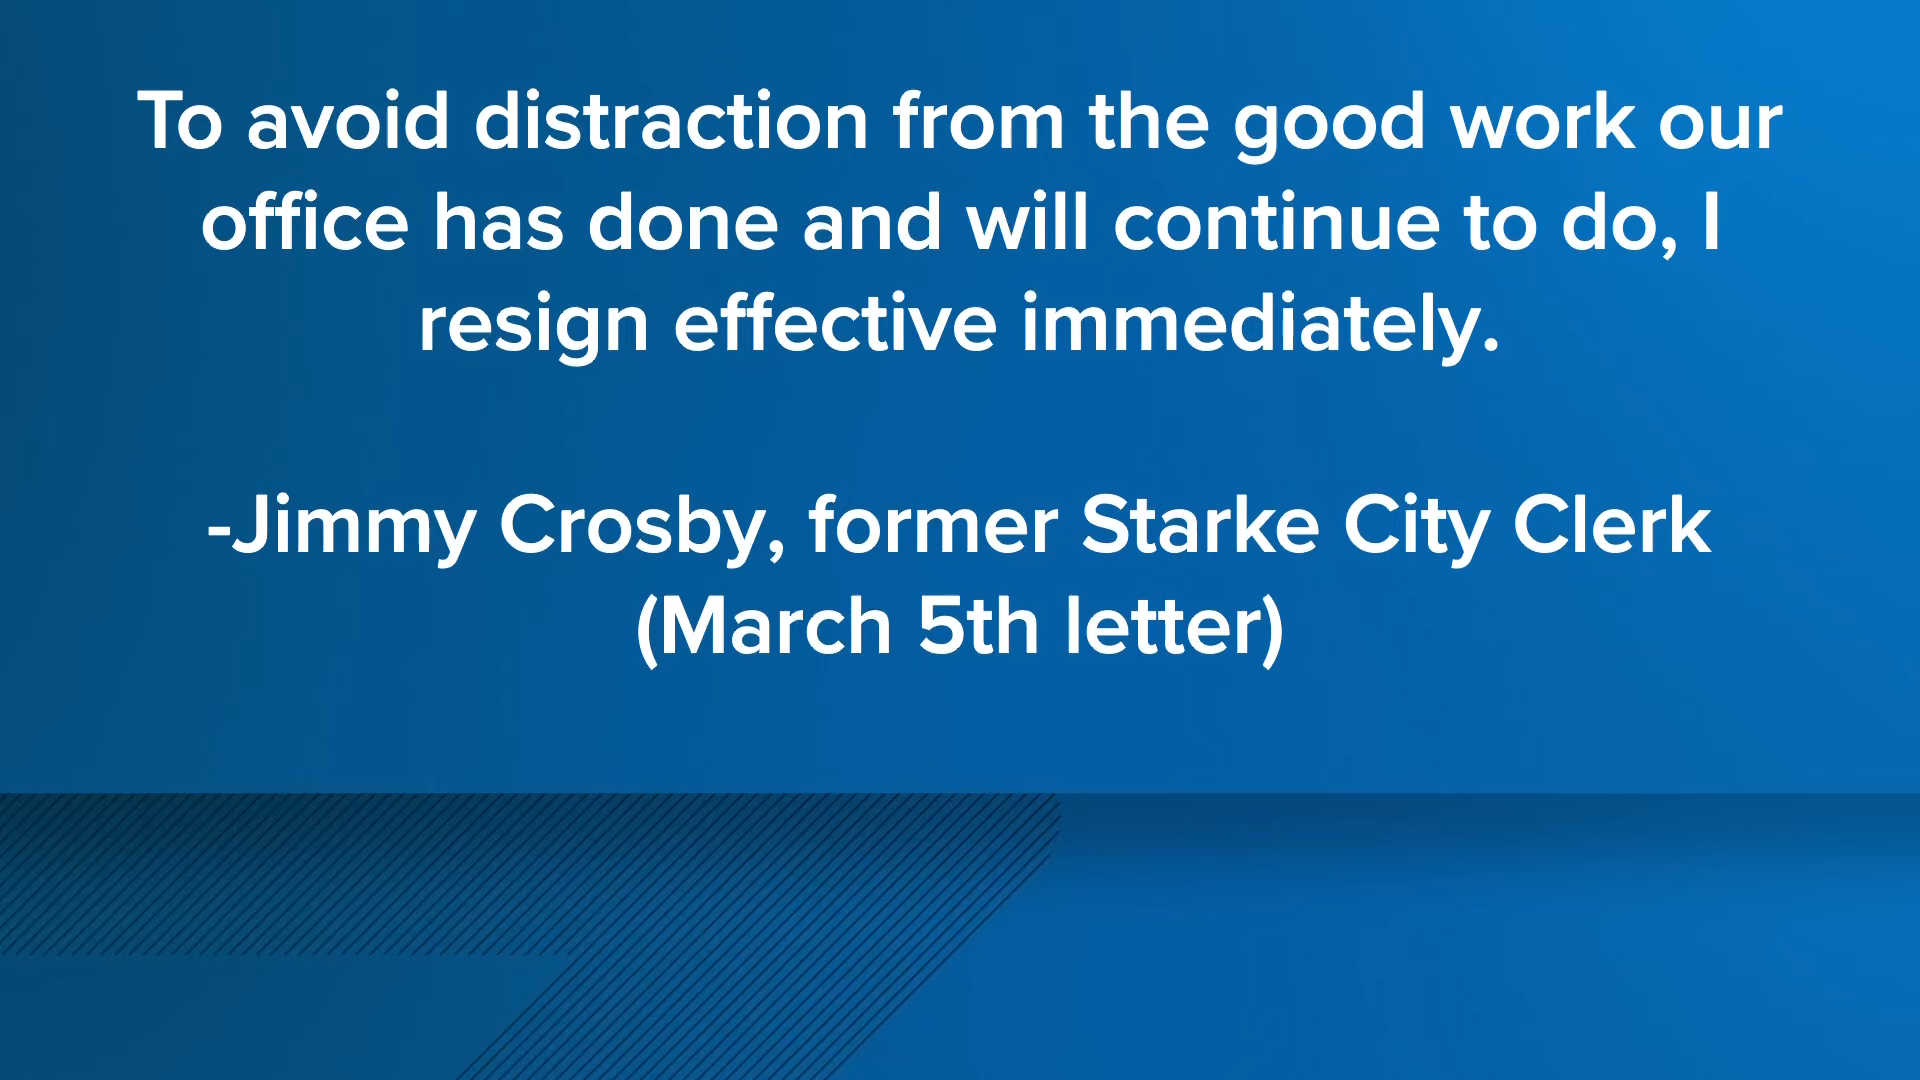 To avoid distraction from the good work our
office has done and will continue to do, I
resign effective immediately.
-Jimmy Crosby, former Starke City Clerk
(March 5th letter)